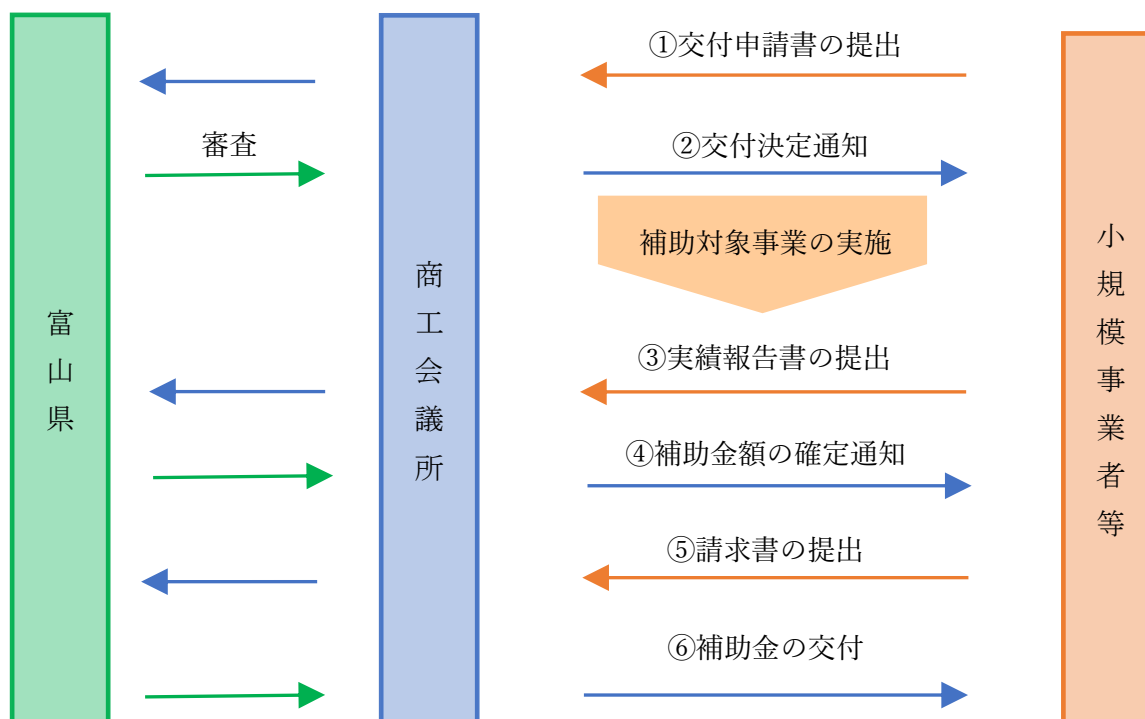 富山県
審査
商工会議所
①交付申請書の提出
②交付決定通知
補助対象事業の実施
③実績報告書の提出
④補助金額の確定通知
⑤請求書の提出
⑥補助金の交付
小規模事業者等